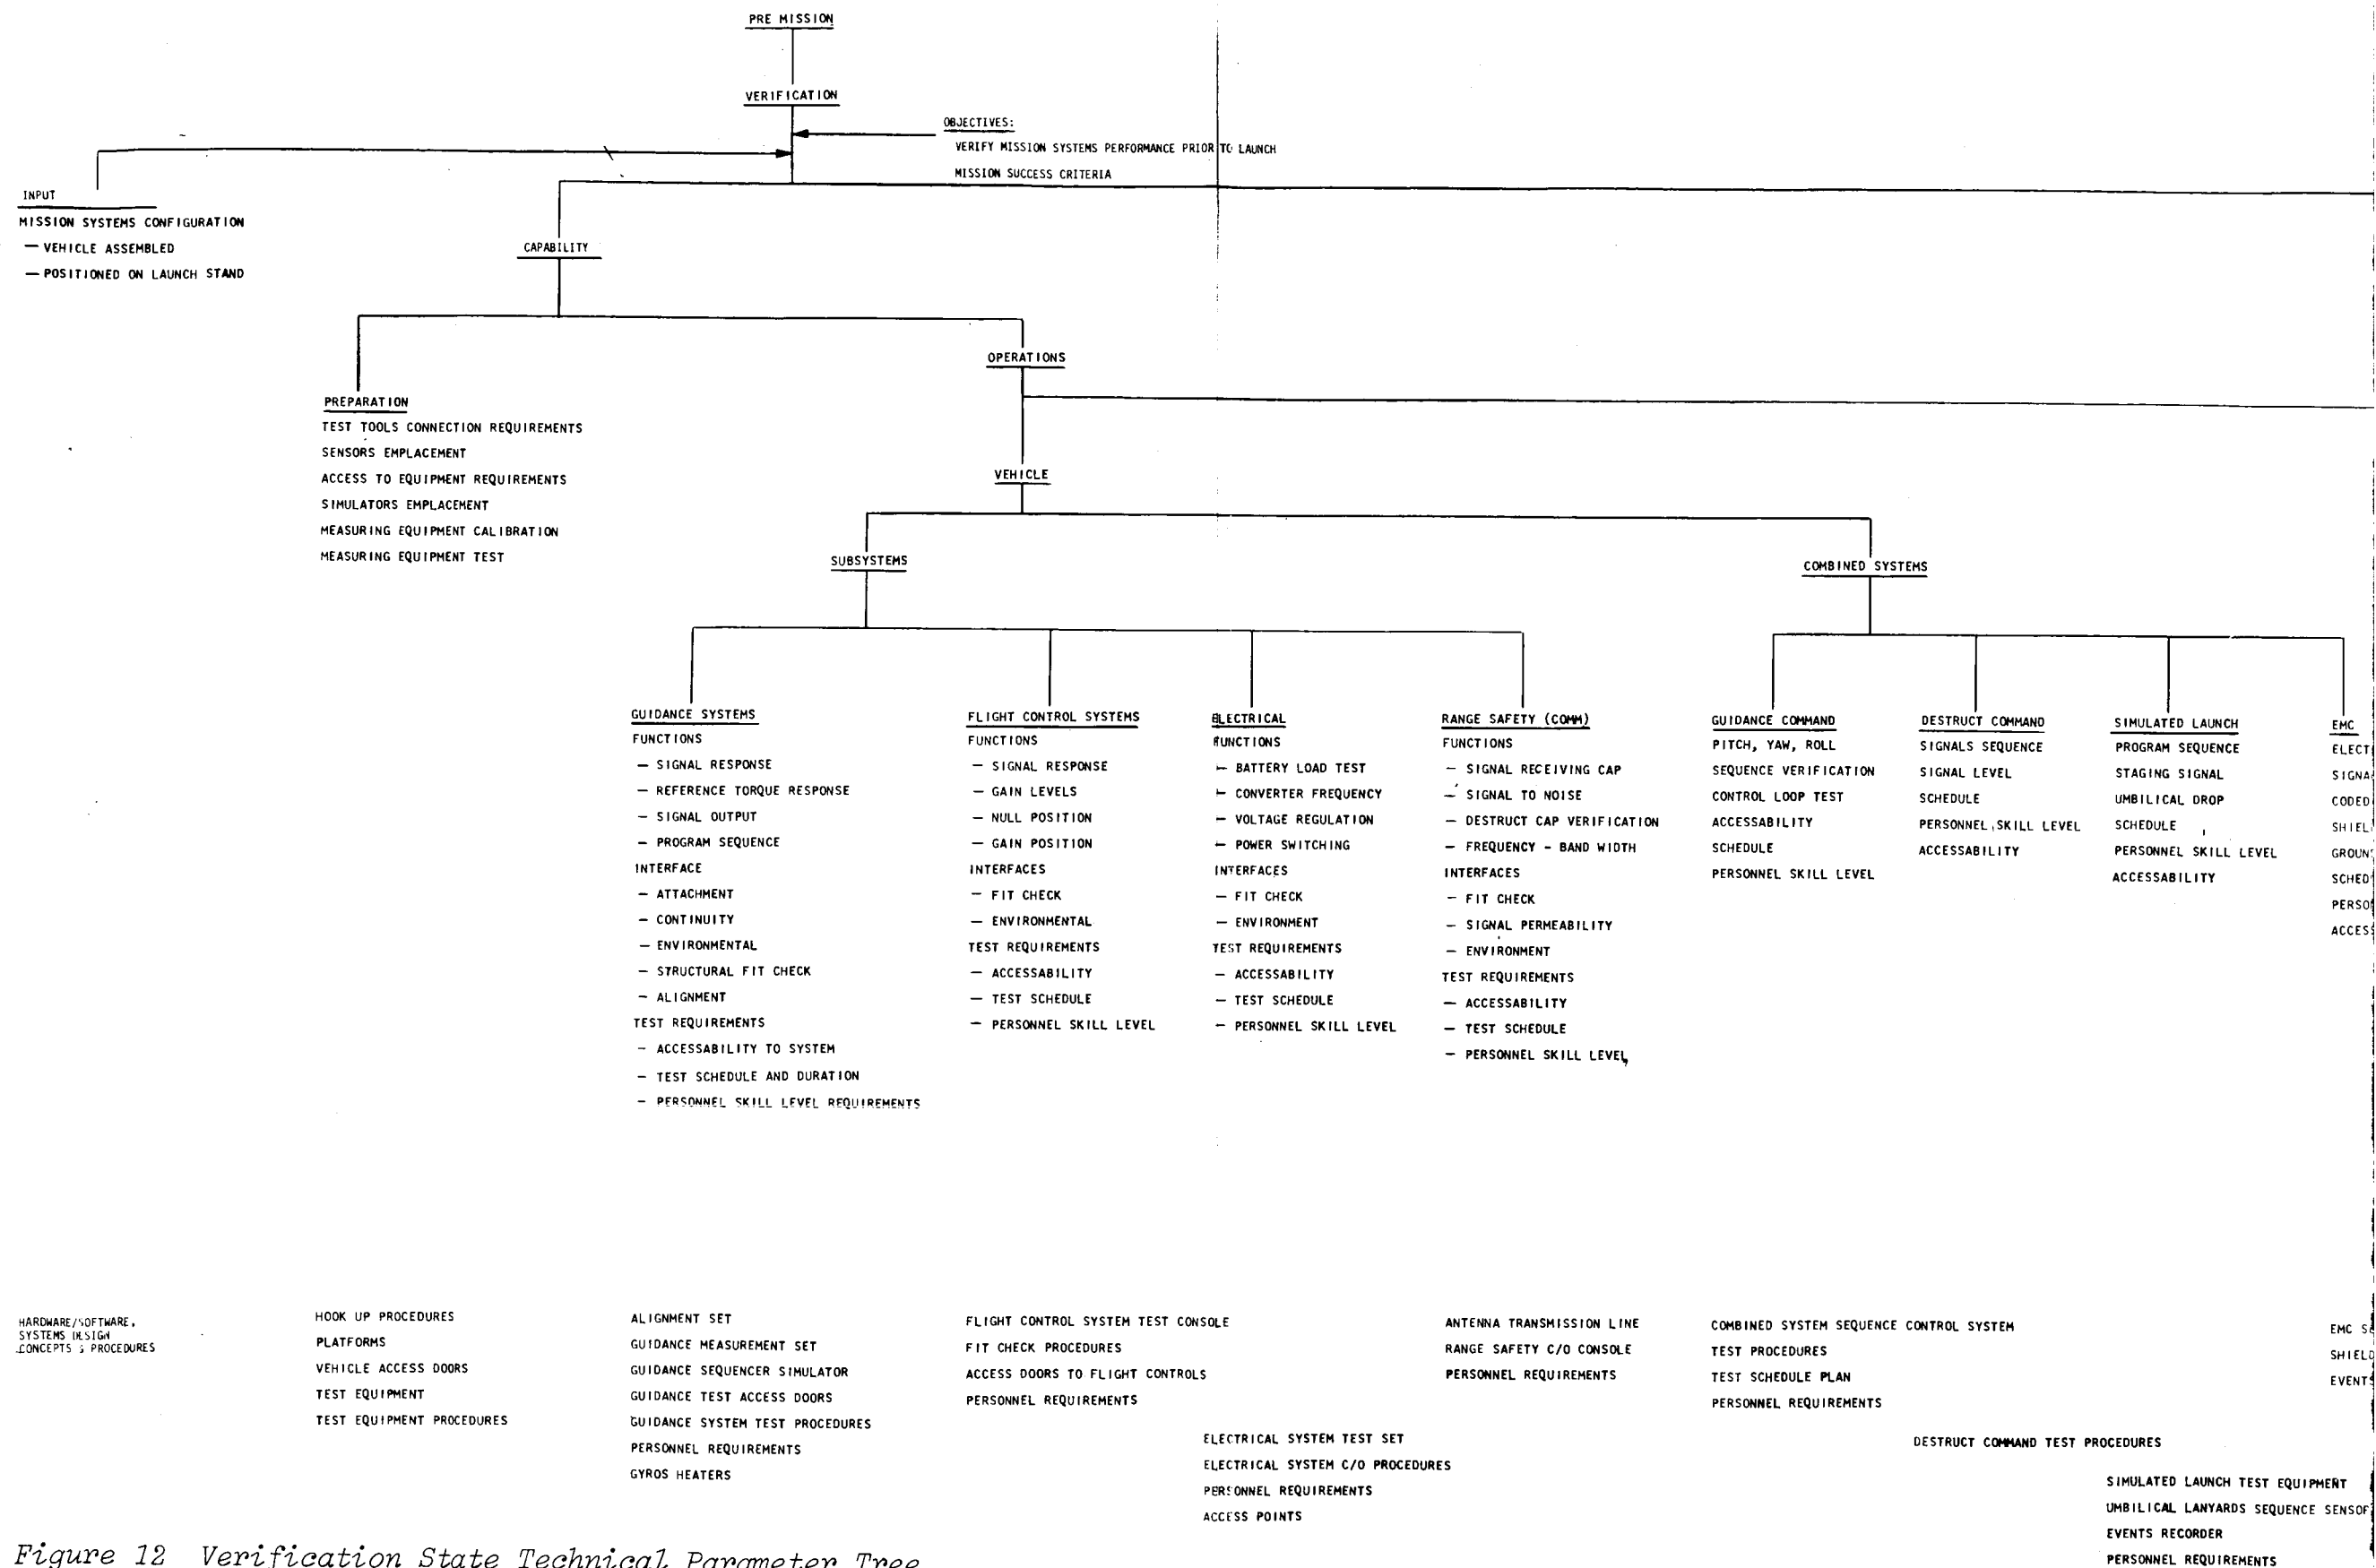 PRE MISSION
VERIFICATION
OBJECTIVES:
VERIFY MISSION SYSTEMS PERFORMANCE PRIOR TO LAUNCH
MISSION SUCCESS CRITERIA
INPUT
MISSION SYSTEMS CONFIGURATION
— VEHICLE ASSEMBLED
— POSITIONED ON LAUNCH STAND
CAPABILITY
OPERATIONS
PREPARATION
TEST TOOLS CONNECTION REQUIREMENTS
SENSORS EMPLACEMENT
ACCESS TO EQUIPMENT REQUIREMENTS
SIMULATORS EMPLACEMENT
MEASURING EQUIPMENT CALIBRATION
MEASURING EQUIPMENT TEST
VEHICLE
SUBSYSTEMS
COMBINED SYSTEMS
GUIDANCE SYSTEMS
FUNCTIONS
— SIGNAL RESPONSE
— REFERENCE TORQUE RESPONSE
— SIGNAL OUTPUT
— PROGRAM SEQUENCE
INTERFACE
— ATTACHMENT
— CONTINUITY
— ENVIRONMENTAL
— STRUCTURAL FIT CHECK
— ALIGNMENT
TEST REQUIREMENTS
— ACCESSABILITY TO SYSTEM
— TEST SCHEDULE AND DURATION
— PERSONNEL SKILL LEVEL REQUIREMENTS
FLIGHT CONTROL SYSTEMS
FUNCTIONS
— SIGNAL RESPONSE
— GAIN LEVELS
— NULL POSITION
— GAIN POSITION
INTERFACES
— FIT CHECK
— ENVIRONMENTAL
TEST REQUIREMENTS
— ACCESSABILITY
— TEST SCHEDULE
— PERSONNEL SKILL LEVEL
ELECTRICAL
FUNCTIONS
— BATTERY LOAD TEST
— CONVERTER FREQUENCY
— VOLTAGE REGULATION
— POWER SWITCHING
INTERFACES
— FIT CHECK
— ENVIRONMENT
TEST REQUIREMENTS
— ACCESSABILITY
— TEST SCHEDULE
— PERSONNEL SKILL LEVEL
RANGE SAFETY (COMM)
FUNCTIONS
— SIGNAL RECEIVING CAP
— SIGNAL TO NOISE
— DESTRUCT CAP VERIFICATION
— FREQUENCY - BAND WIDTH
INTERFACES
— FIT CHECK
— SIGNAL PERMEABILITY
— ENVIRONMENT
TEST REQUIREMENTS
— ACCESSABILITY
— TEST SCHEDULE
— PERSONNEL SKILL LEVEL
GUIDANCE COMMAND
PITCH, YAW, ROLL
SEQUENCE VERIFICATION
CONTROL LOOP TEST
ACCESSABILITY
SCHEDULE
PERSONNEL SKILL LEVEL
DESTRUCT COMMAND
SIGNALS SEQUENCE
SIGNAL LEVEL
SCHEDULE
PERSONNEL SKILL LEVEL
ACCESSABILITY
SIMULATED LAUNCH
PROGRAM SEQUENCE
STAGING SIGNAL
UMBILICAL DROP
SCHEDULE
PERSONNEL SKILL LEVEL
ACCESSABILITY
EMC
CODED
HARDWARE/SOFTWARE,
SYSTEMS DESIGN
CONCEPTS & PROCEDURES
HOOK UP PROCEDURES
PLATFORMS
VEHICLE ACCESS DOORS
TEST EQUIPMENT
TEST EQUIPMENT PROCEDURES
ALIGNMENT SET
GUIDANCE MEASUREMENT SET
GUIDANCE SEQUENCER SIMULATOR
GUIDANCE TEST ACCESS DOORS
GUIDANCE SYSTEM TEST PROCEDURES
PERSONNEL REQUIREMENTS
GYROS HEATERS
FLIGHT CONTROL SYSTEM TEST CONSOLE
FIT CHECK PROCEDURES
ACCESS DOORS TO FLIGHT CONTROLS
PERSONNEL REQUIREMENTS
ELECTRICAL SYSTEM TEST SET
ELECTRICAL SYSTEM C/O PROCEDURES
PERSONNEL REQUIREMENTS
ACCESS POINTS
ANTENNA TRANSMISSION LINE
RANGE SAFETY C/O CONSOLE
PERSONNEL REQUIREMENTS
COMBINED SYSTEM SEQUENCE CONTROL SYSTEM
TEST PROCEDURES
TEST SCHEDULE PLAN
PERSONNEL REQUIREMENTS
DESTRUCT COMMAND TEST PROCEDURES
SIMULATED LAUNCH TEST EQUIPMENT
UMBILICAL LANYARDS SEQUENCE
EVENTS RECORDER
PERSONNEL REQUIREMENTS
EMC
Figure 12 Verification State Technical Parameter Tree